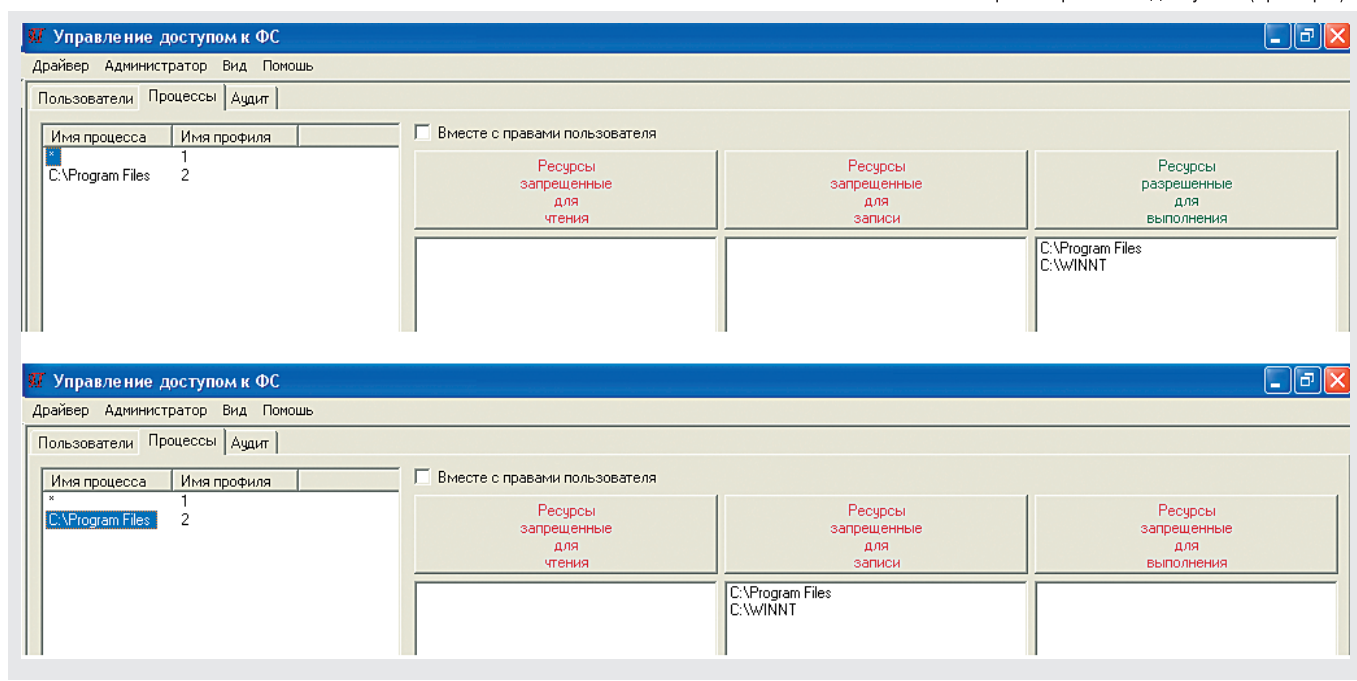 Управление доступом к ФС
Драйвер Администратор Вид Помошь
Пользователи Процессы Аудит
Имя процесса Имя профиля
* 1
C:\Program Files 2
Вместе с правами пользователя
Ресурсы
запрещенные
для
чтения
Ресурсы
запрещенные
для
записи
Ресурсы
разрешенные
для
выполнения
C:\Program Files
C:\WINNT
Управление доступом к ФС
Драйвер Администратор Вид Помошь
Пользователи Процессы Аудит
Имя процесса Имя профиля
* 1
C:\Program Files 2
Вместе с правами пользователя
Ресурсы
запрещенные
для
чтения
Ресурсы
запрещенные
для
записи
Ресурсы
запрещенные
для
выполнения
C:\Program Files
C:\WINNT